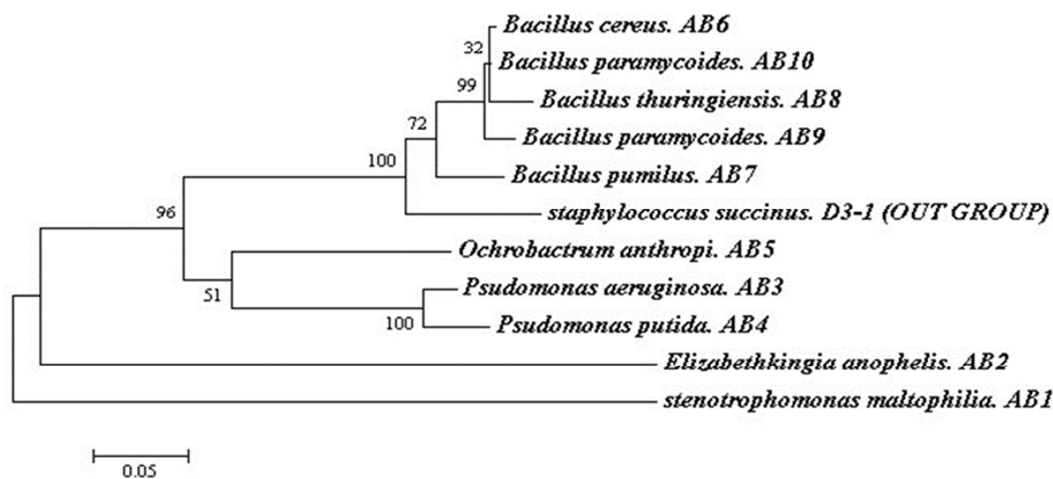 Bacillus cereus. AB6
32
Bacillus paramycoides. AB10
99
Bacillus thuringiensis. AB8
72
Bacillus paramycoides. AB9
100
Bacillus pumilus. AB7
96
staphylococcus succinus. D3-1 (OUT GROUP)
Ochrobactrum anthropi. AB5
51
Psudomonas aeruginosa. AB3
100
Psudomonas putida. AB4
Elizabethkingia anophelis. AB2
stenotrophomonas maltophilia. AB1
0.05